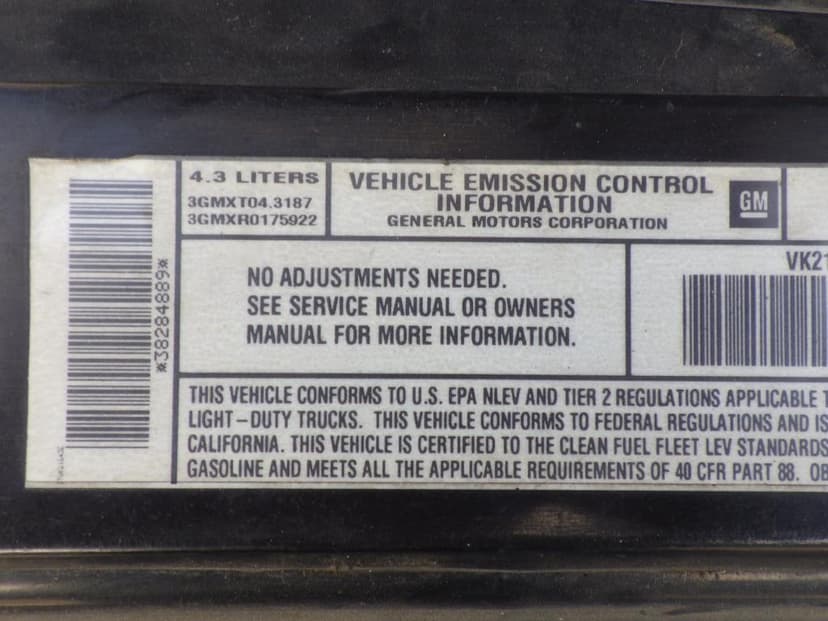 *38284889*
4.3 LITERS
3GMXT04.3187
3GMXR0175922
VEHICLE EMISSION CONTROL
INFORMATION
GENERAL MOTORS CORPORATION
GM
NO ADJUSTMENTS NEEDED.
SEE SERVICE MANUAL OR OWNERS
MANUAL FOR MORE INFORMATION.
VK21
THIS VEHICLE CONFORMS TO U.S. EPA NLEV AND TIER 2 REGULATIONS APPLICABLE T
LIGHT-DUTY TRUCKS. THIS VEHICLE CONFORMS TO FEDERAL REGULATIONS AND IS
CALIFORNIA. THIS VEHICLE IS CERTIFIED TO THE CLEAN FUEL FLEET LEV STANDARDS
GASOLINE AND MEETS ALL THE APPLICABLE REQUIREMENTS OF 40 CFR PART 88. OB